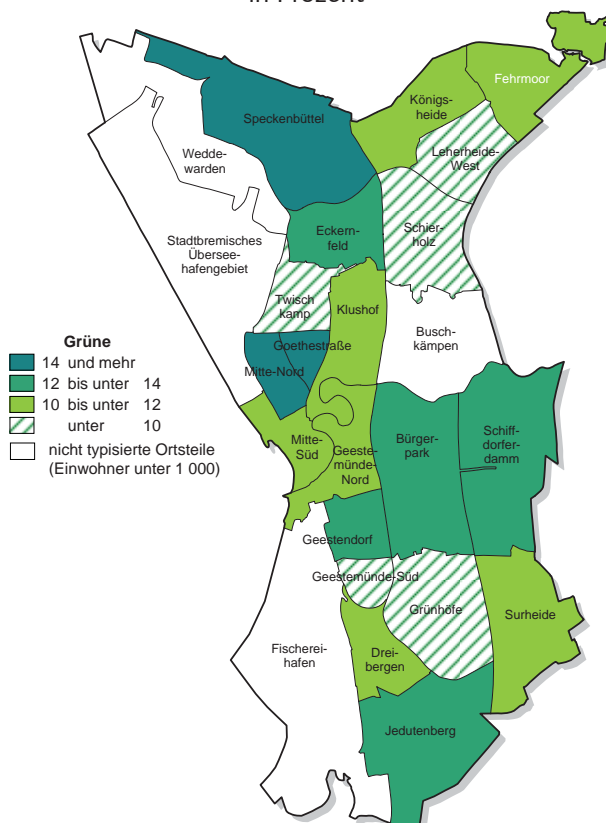 in Prozent
Fehrmoor
Königs-
heide
Speckenbüttel
Leherheide-
West
Wedde-
warden
Eckern-
feld
Schier-
holz
Stadtbremisches
Übersee-
hafengebiet
Twisch
kamp
Klushof
Busch-
kämpen
Goethestraße
Mitte-Nord
Grüne
14 und mehr
12 bis unter 14
10 bis unter 12
unter 10
nicht typisierte Ortsteile
(Einwohner unter 1 000)
Mitte-
Süd
Geeste-
münde-
Nord
Bürger-
park
Schiff-
dorfer-
damm
Geestendorf
Geestemünde-Süd
Grünhöfe
Surheide
Fischerei-
hafen
Drei-
bergen
Jedutenberg